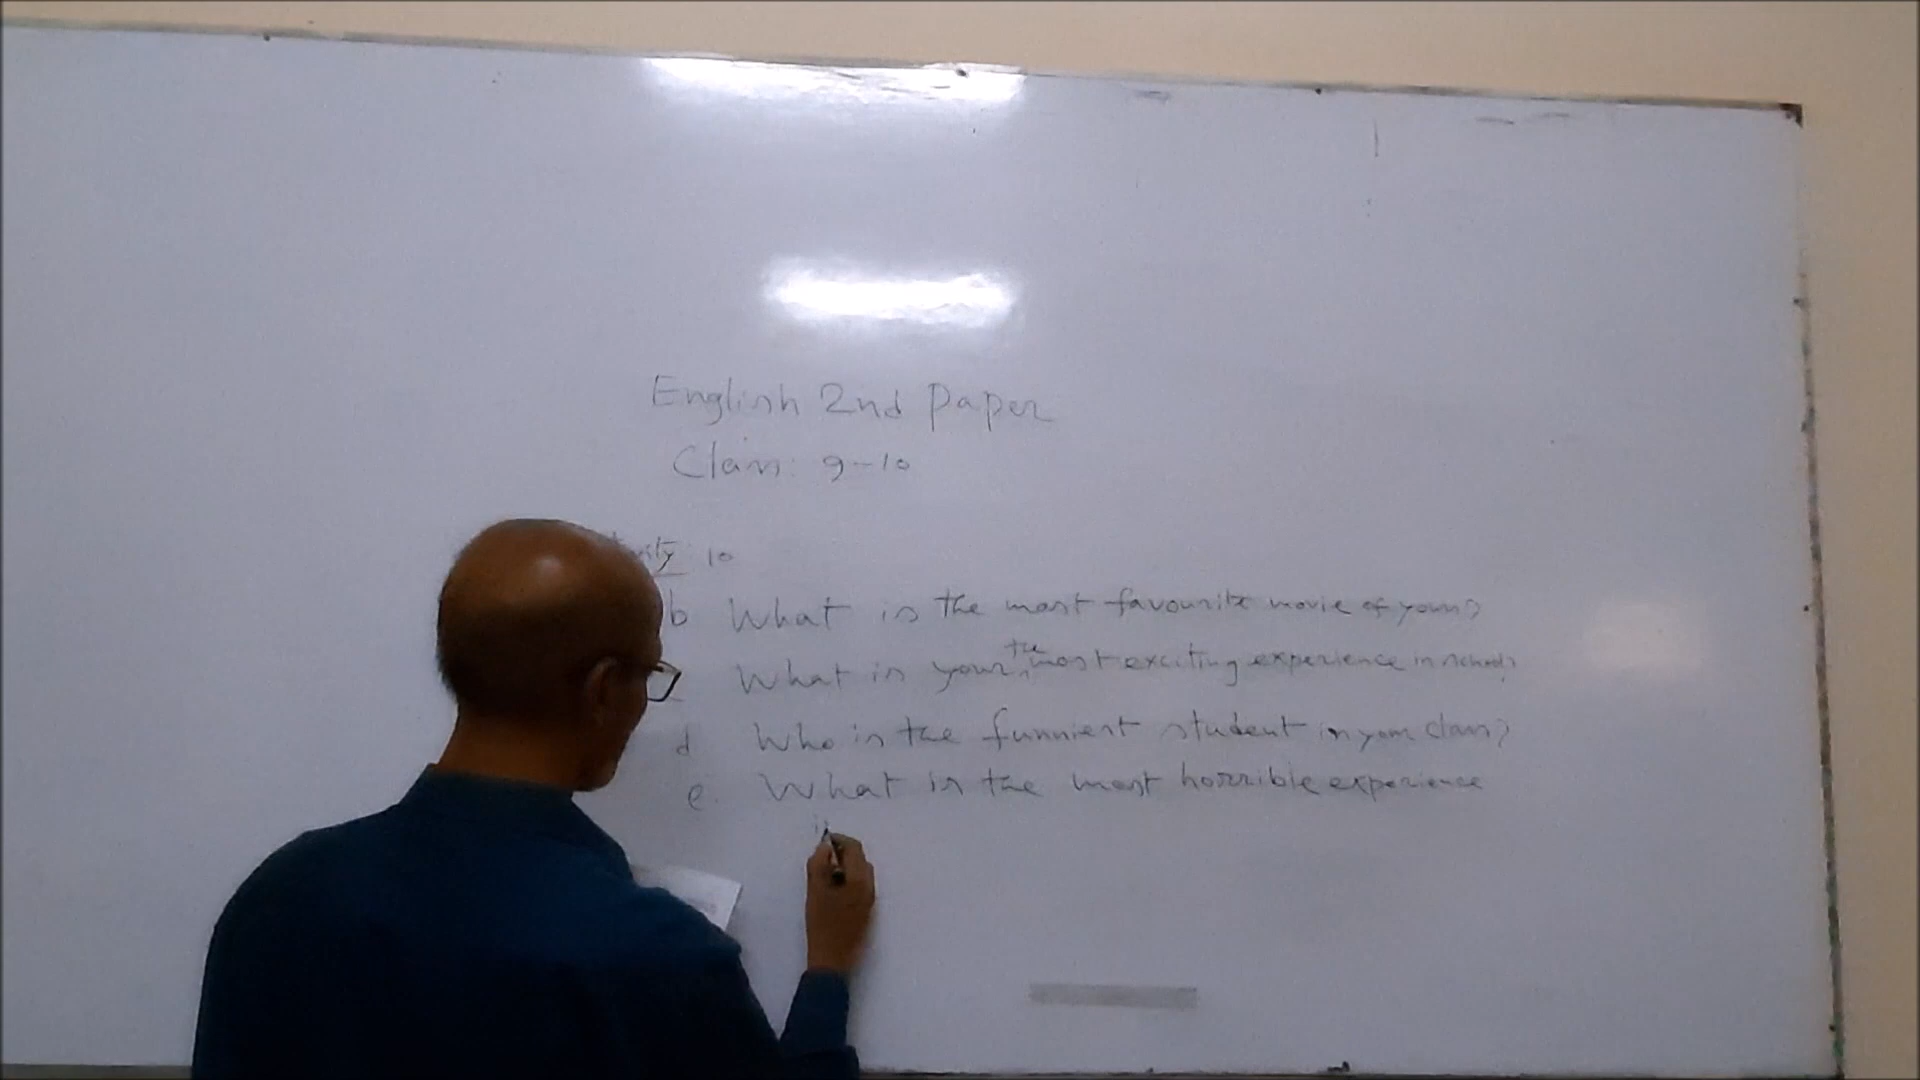 English 2nd Paper
Class: 9-10
ivity 10
b What is the most favourite movie of yours?
the
What is your most exciting experience in school?
d Who is the funniest student in your class?
e. What is the most horrible experience